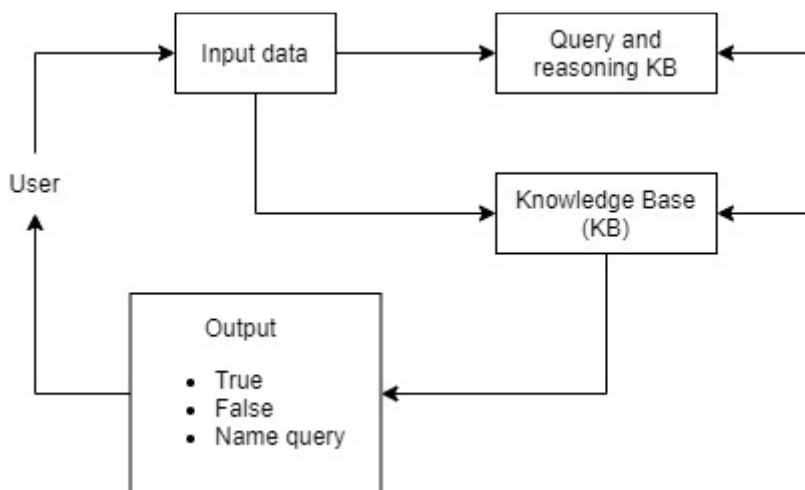 Input data
Query and
reasoning KB
User
Knowledge Base
(KB)
Output
• True
• False
• Name query